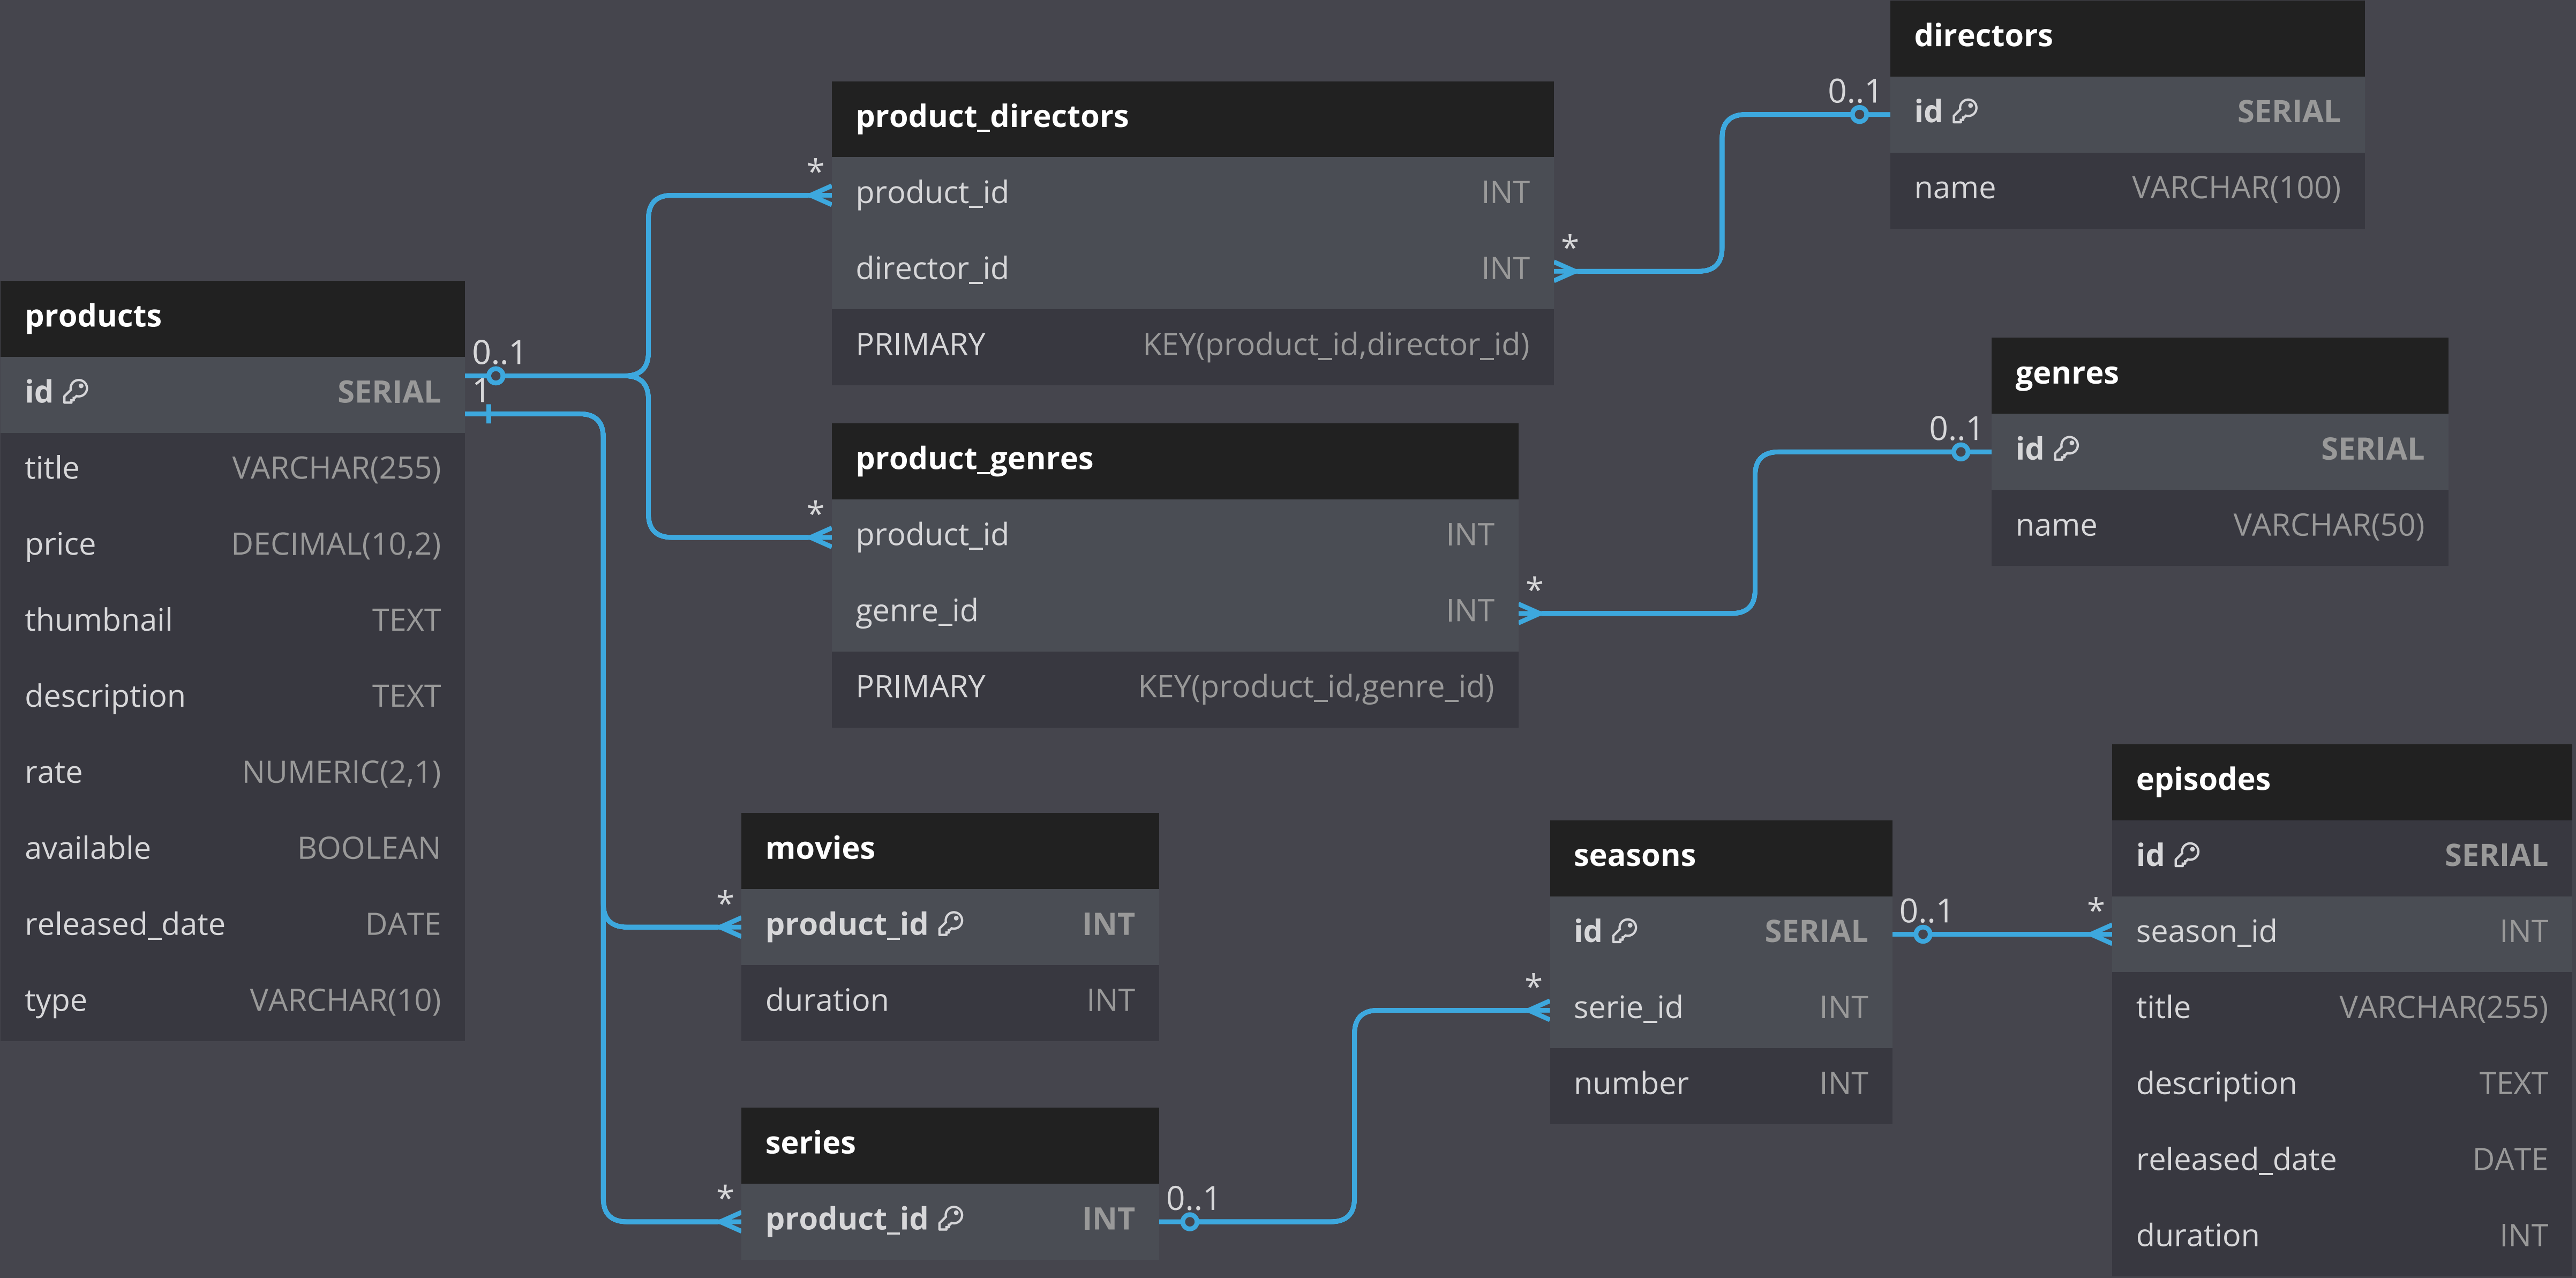 directors
id SERIAL
name VARCHAR(100)
0..1
product_directors
product_id INT
director_id INT
PRIMARY KEY(product_id,director_id)
*
*
products
id SERIAL
title VARCHAR(255)
price DECIMAL(10,2)
thumbnail TEXT
description TEXT
rate NUMERIC(2,1)
available BOOLEAN
released_date DATE
type VARCHAR(10)
0..1
1
genres
id SERIAL
name VARCHAR(50)
0..1
product_genres
product_id INT
genre_id INT
PRIMARY KEY(product_id,genre_id)
*
*
movies
product_id INT
duration INT
*
series
product_id INT
*
0..1
seasons
id SERIAL
serie_id INT
number INT
*
0..1
episodes
id SERIAL
season_id INT
title VARCHAR(255)
description TEXT
released_date DATE
duration INT
*